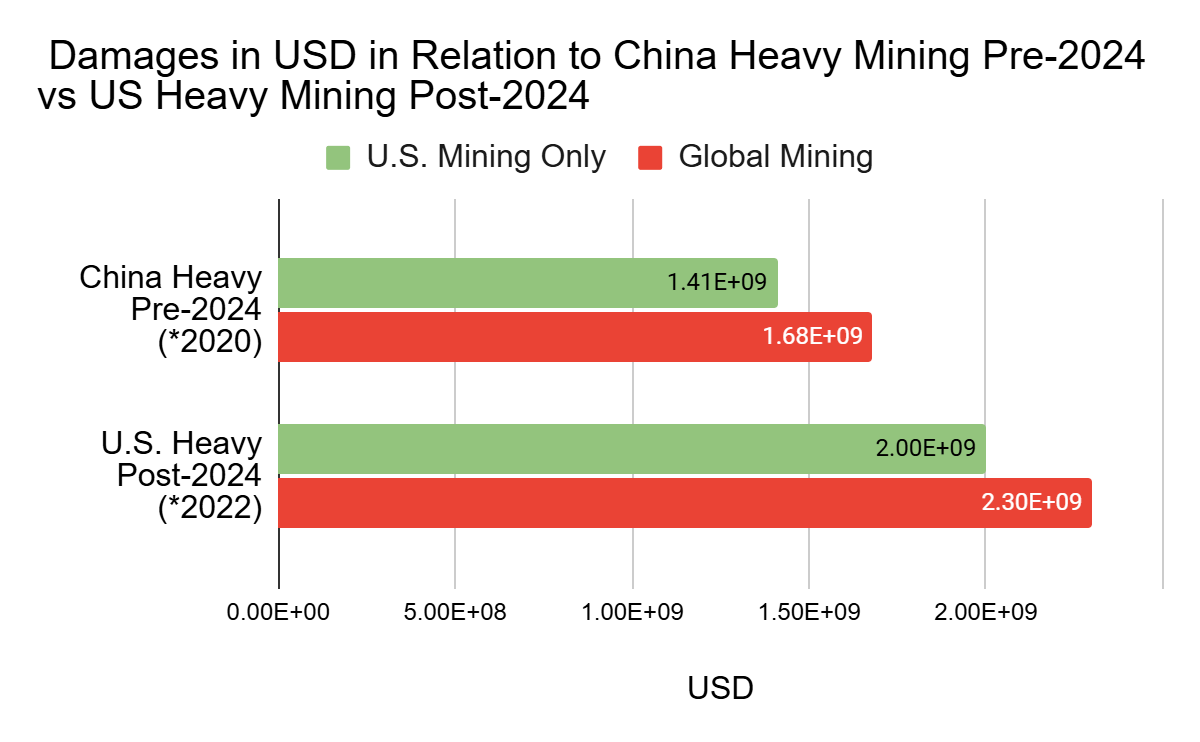 Damages in USD in Relation to China Heavy Mining Pre-2024
vs US Heavy Mining Post-2024
U.S. Mining Only
Global Mining
China Heavy
Pre-2024
(*2020)
1.41E+09
1.68E+09
U.S. Heavy
Post-2024
(*2022)
2.00E+09
2.30E+09
0.00E+00
5.00E+08
1.00E+09
1.50E+09
2.00E+09
USD